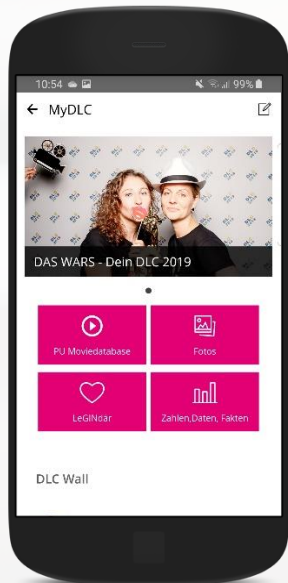 10:54
99%
MyDLC
DAS WARS - Dein DLC 2019
PU Moviedatabase
Fotos
LeGINdär
Zahlen,Daten, Fakten
DLC Wall